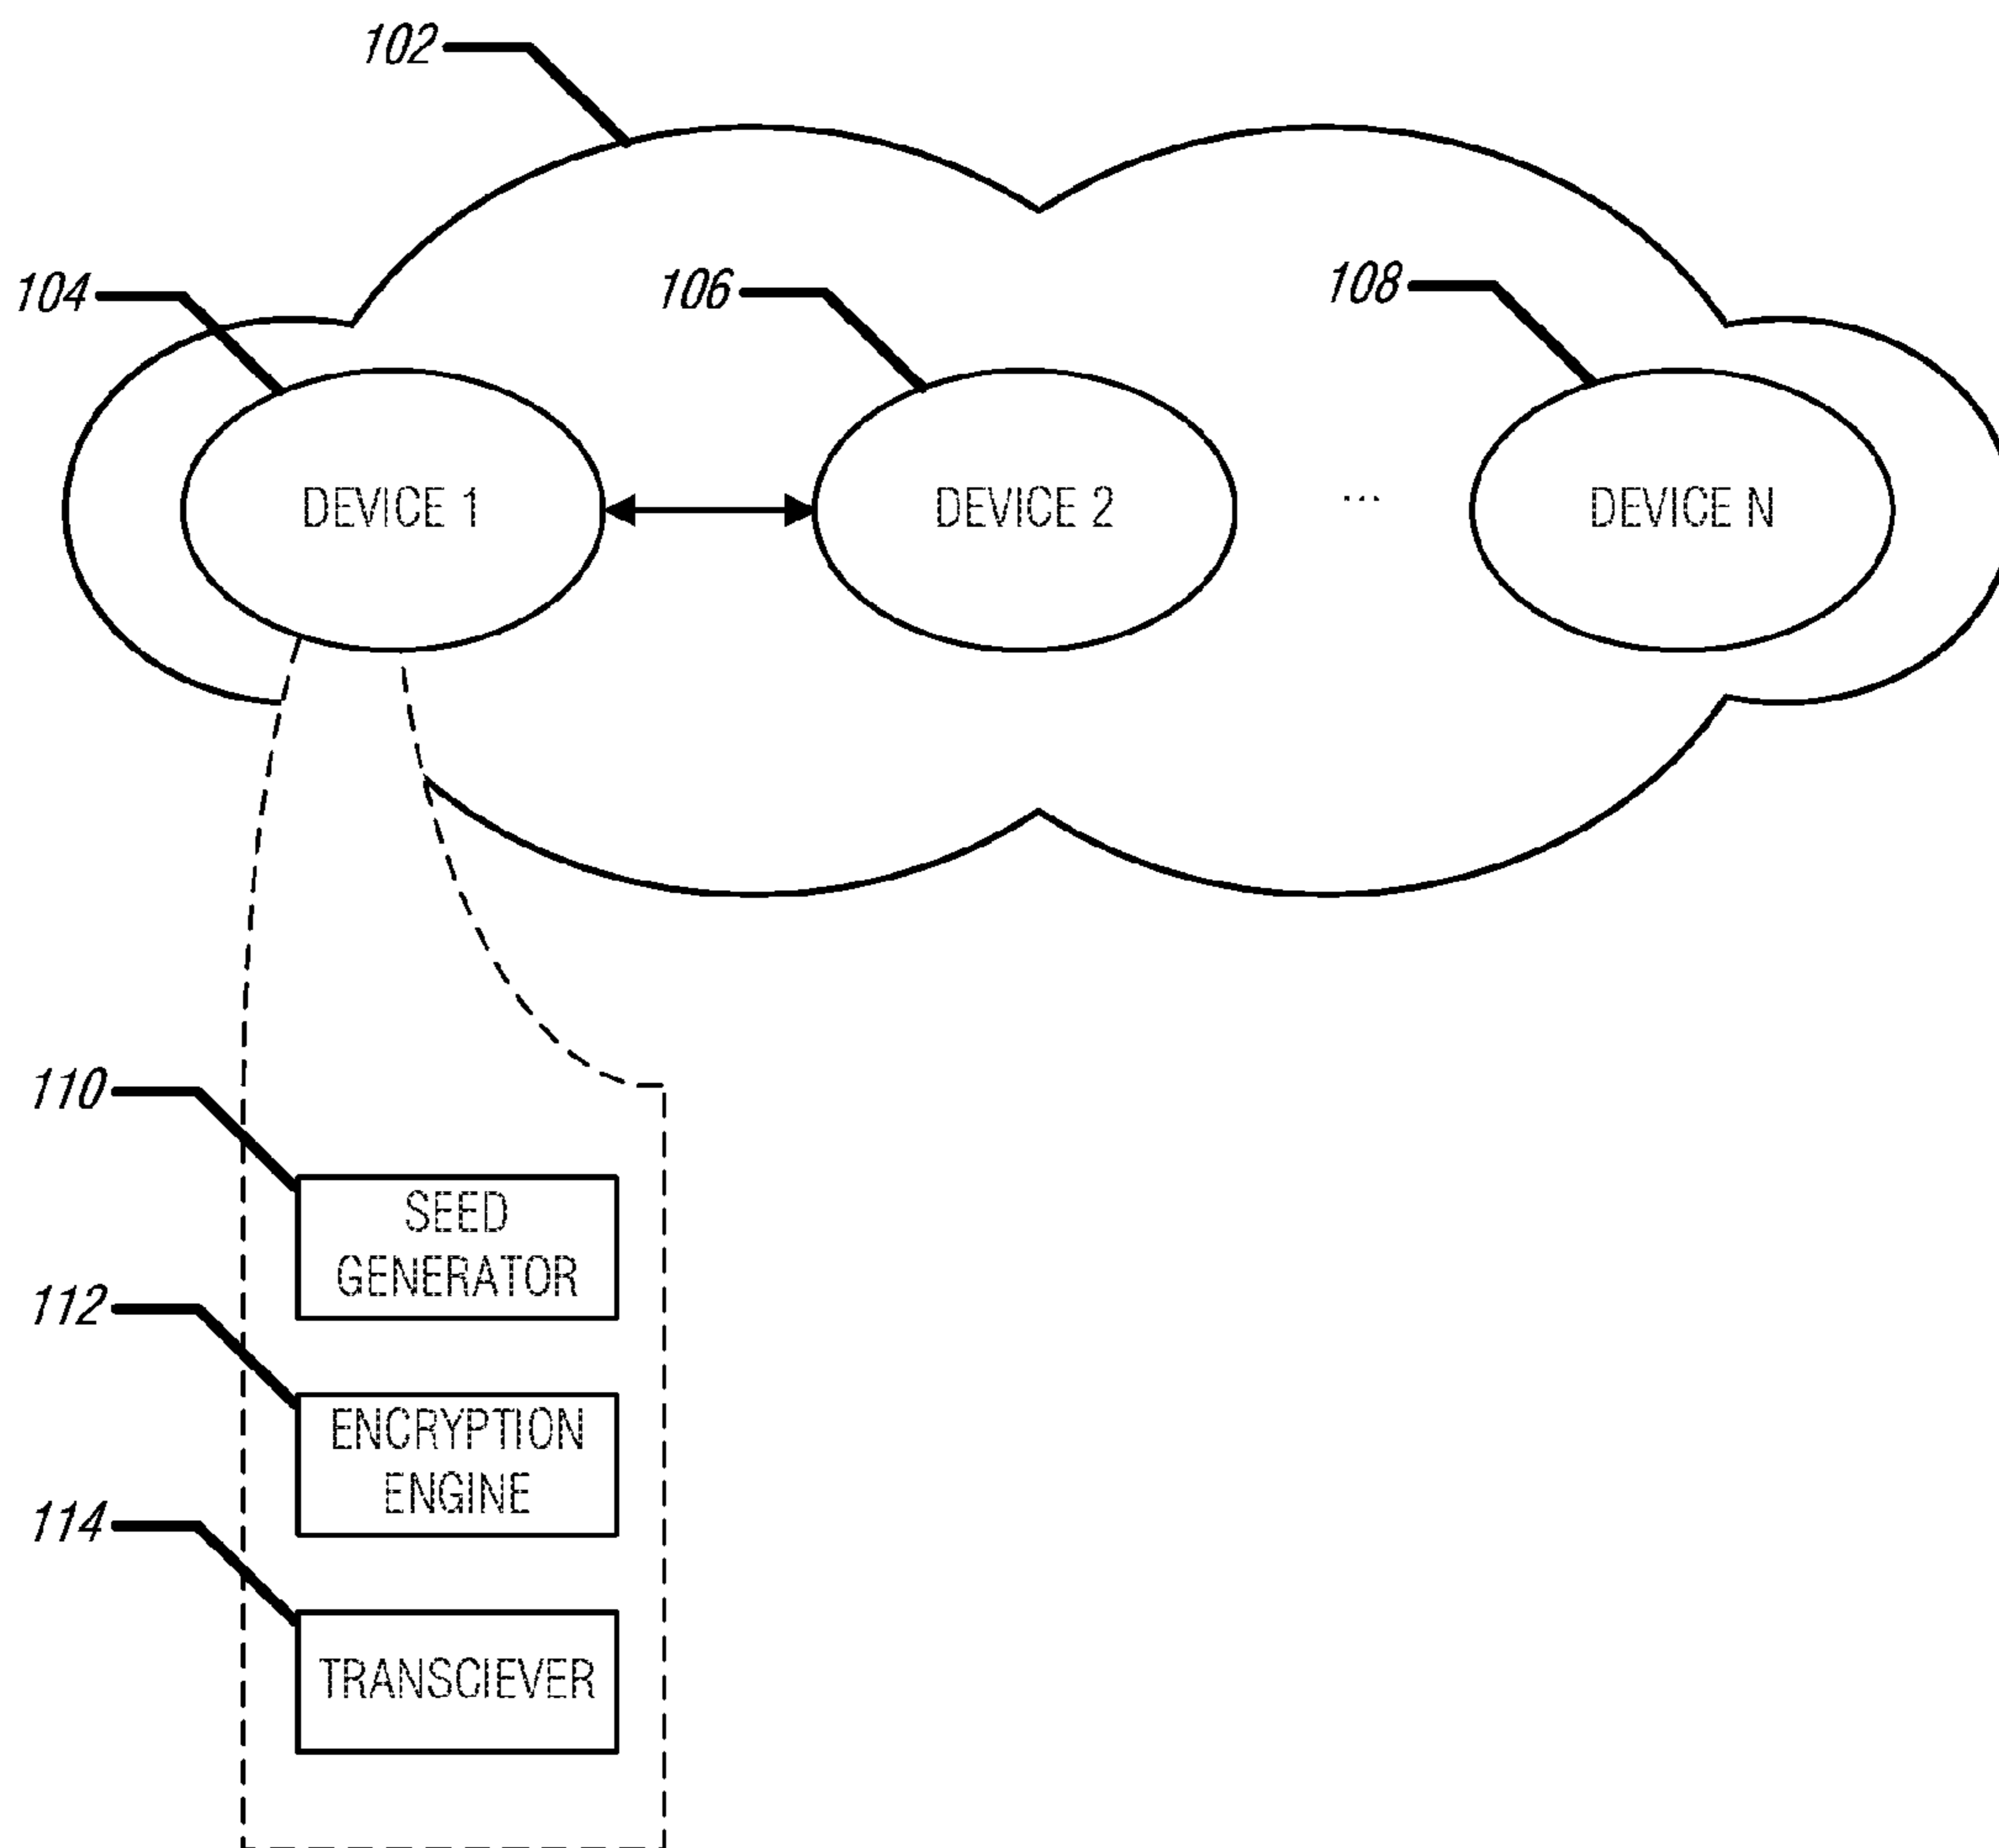 102
104
106
108
DEVICE 1
DEVICE 2
...
DEVICE N
110
SEED
GENERATOR
112
ENCRYPTION
ENGINE
114
TRANSCIEVER